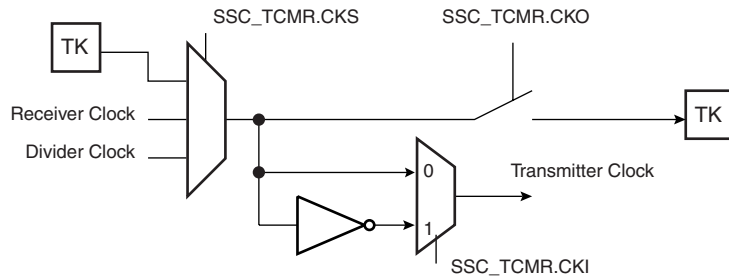 SSC_TCMR.CKS
SSC_TCMR.CKO
TK
Receiver Clock
TK
Divider Clock
0
Transmitter Clock
1
SSC_TCMR.CKI